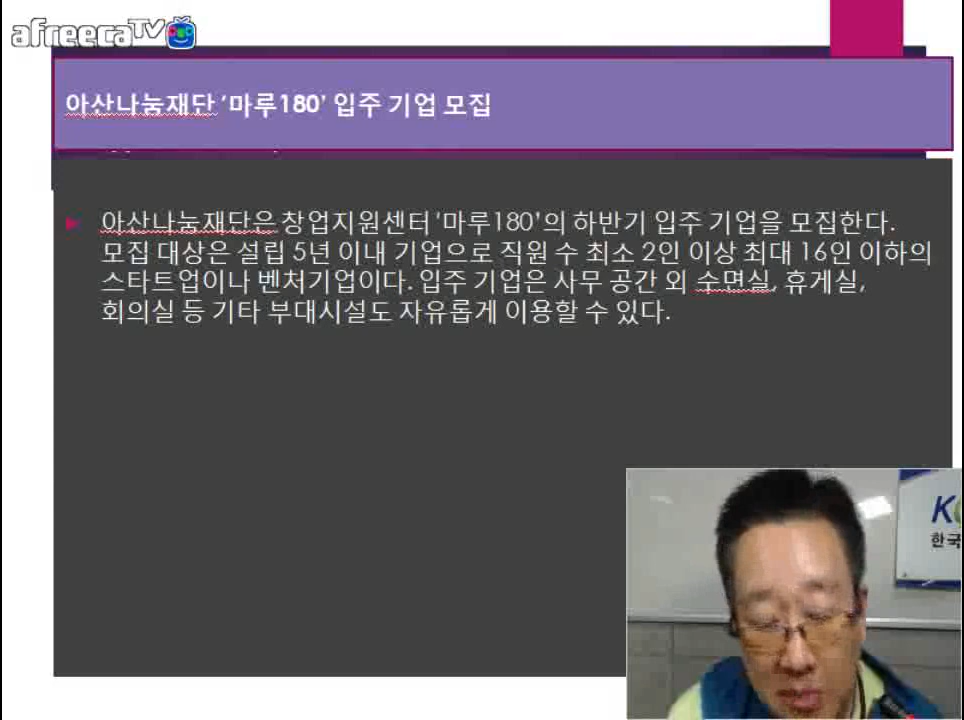 afreecaTV
아산나눔재단 '마루180' 입주 기업 모집
아산나눔재단은 창업지원센터 '마루180'의 하반기 입주 기업을 모집한다.
모집 대상은 설립 5년 이내 기업으로 직원 수 최소 2인 이상 최대 16인 이하의
스타트업이나 벤처기업이다. 입주 기업은 사무 공간 외 수면실, 휴게실,
회의실 등 기타 부대시설도 자유롭게 이용할 수 있다.
한국